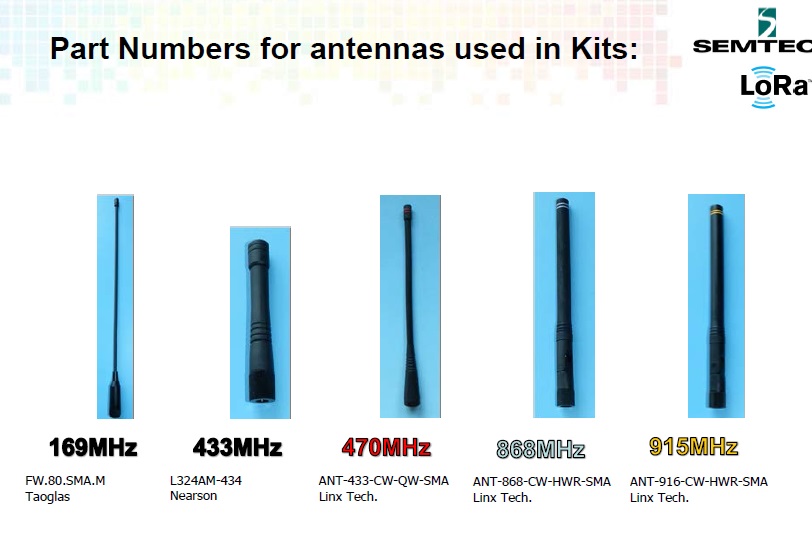 Part Numbers for antennas used in Kits:
SEMTEC
LoRa
169MHz
FW.80.SMA.M
Taoglas
433MHz
L324AM-434
Nearson
470MHz
ANT-433-CW-QW-SMA
Linx Tech.
868MHz
ANT-868-CW-HWR-SMA
Linx Tech.
915MHz
ANT-916-CW-HWR-SMA
Linx Tech.